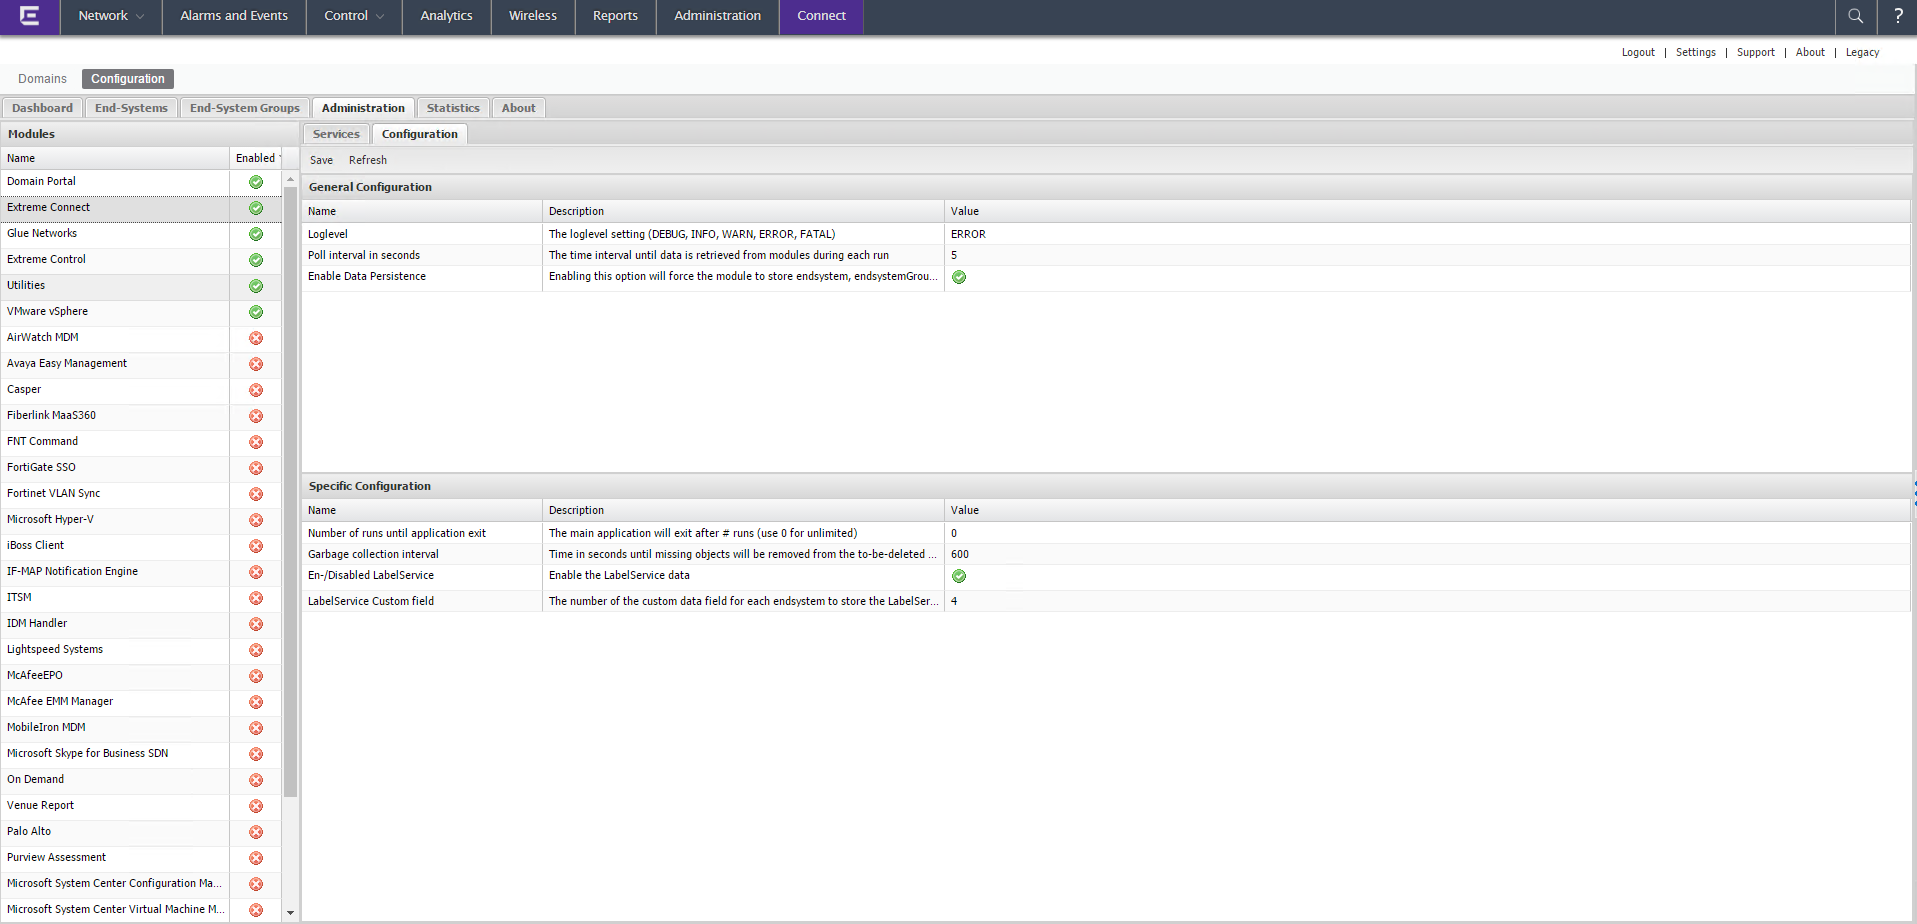 Network
Alarms and Events
Control
Analytics
Wireless
Reports
Administration
Connect
?
Logout | Settings | Support | About | Legacy
Domains
Configuration
Dashboard
End-Systems
End-System Groups
Administration
Statistics
About
Modules
Name
Enabled
Domain Portal
Extreme Connect
Glue Networks
Extreme Control
Utilities
VMware vSphere
AirWatch MDM
Avaya Easy Management
Casper
Fiberlink MaaS360
FNT Command
FortiGate SSO
Fortinet VLAN Sync
Microsoft Hyper-V
iBoss Client
IF-MAP Notification Engine
ITSM
IDM Handler
Lightspeed Systems
McAfeeEPO
McAfee EMM Manager
MobileIron MDM
Microsoft Skype for Business SDN
On Demand
Venue Report
Palo Alto
Purview Assessment
Microsoft System Center Configuration Ma...
Microsoft System Center Virtual Machine M...
Services
Configuration
Save
Refresh
General Configuration
Name
Description
Value
Loglevel
The loglevel setting (DEBUG, INFO, WARN, ERROR, FATAL)
ERROR
Poll interval in seconds
The time interval until data is retrieved from modules during each run
5
Enable Data Persistence
Enabling this option will force the module to store endsystem, endsystemGrou...
Specific Configuration
Name
Description
Value
Number of runs until application exit
The main application will exit after # runs (use 0 for unlimited)
0
Garbage collection interval
Time in seconds until missing objects will be removed from the to-be-deleted ...
600
En-/Disabled LabelService
Enable the LabelService data
LabelService Custom field
The number of the custom data field for each endsystem to store the LabelSer...
4